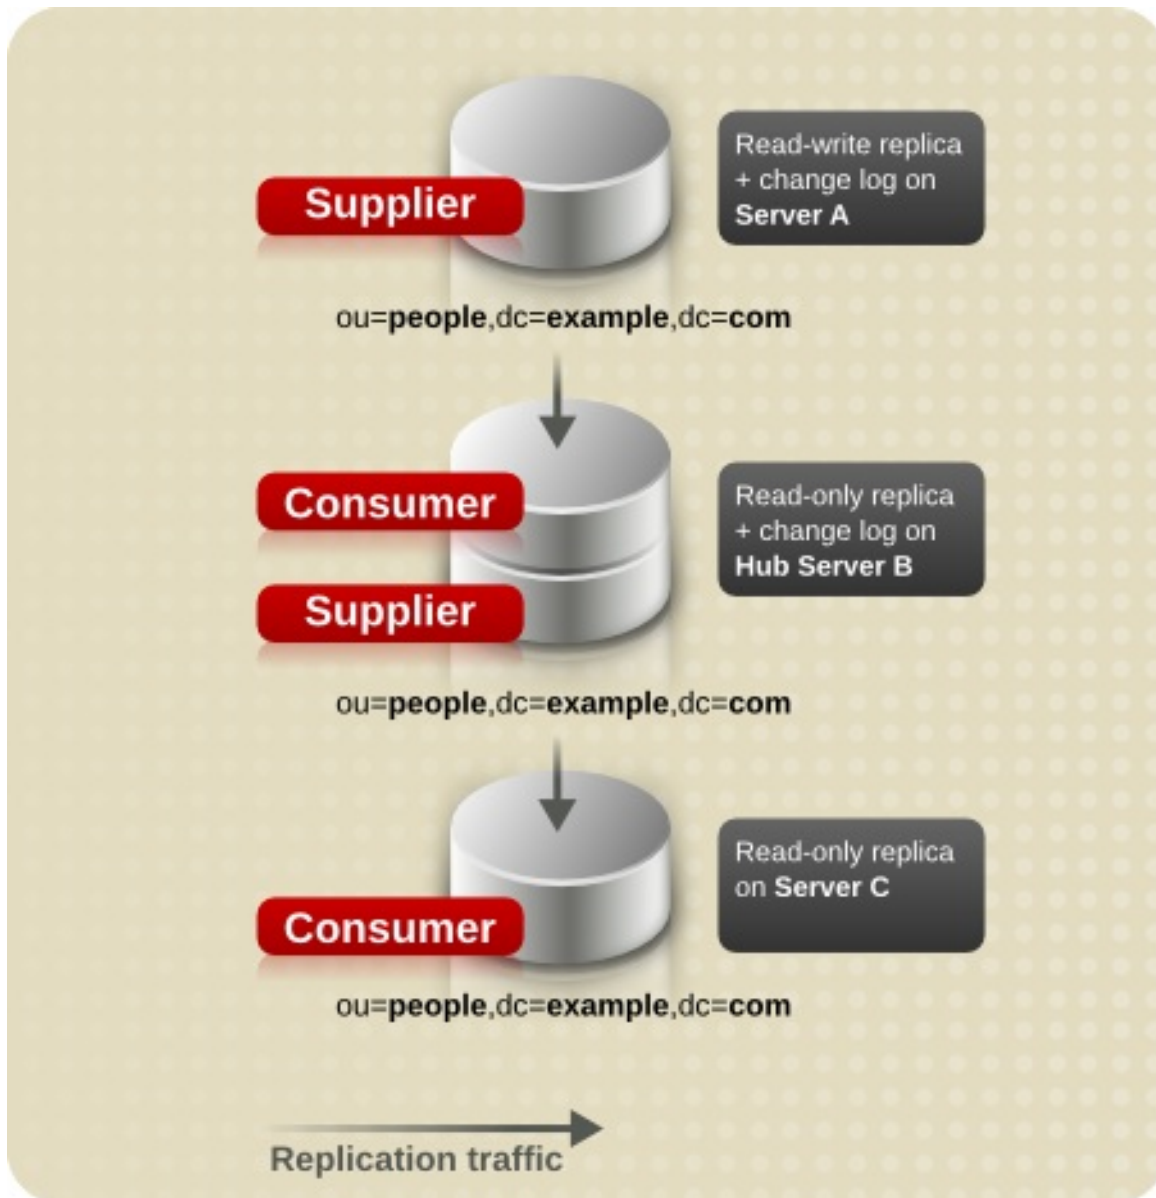 Read-write replica
+ change log on
Server A
Supplier
ou=people,dc=example,dc=com
Consumer
Read-only replica
+ change log on
Hub Server B
Supplier
ou=people,dc=example,dc=com
Read-only replica
on Server C
Consumer
ou=people,dc=example,dc=com
Replication traffic